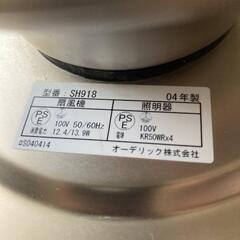 型番 SH918 04年製
扇風機 照明器
PS E 100V 50/60Hz PS E 100V
消費電力 12.4/13.9W 電球 KR50WRx4
DS040414 オーデリック株式会社